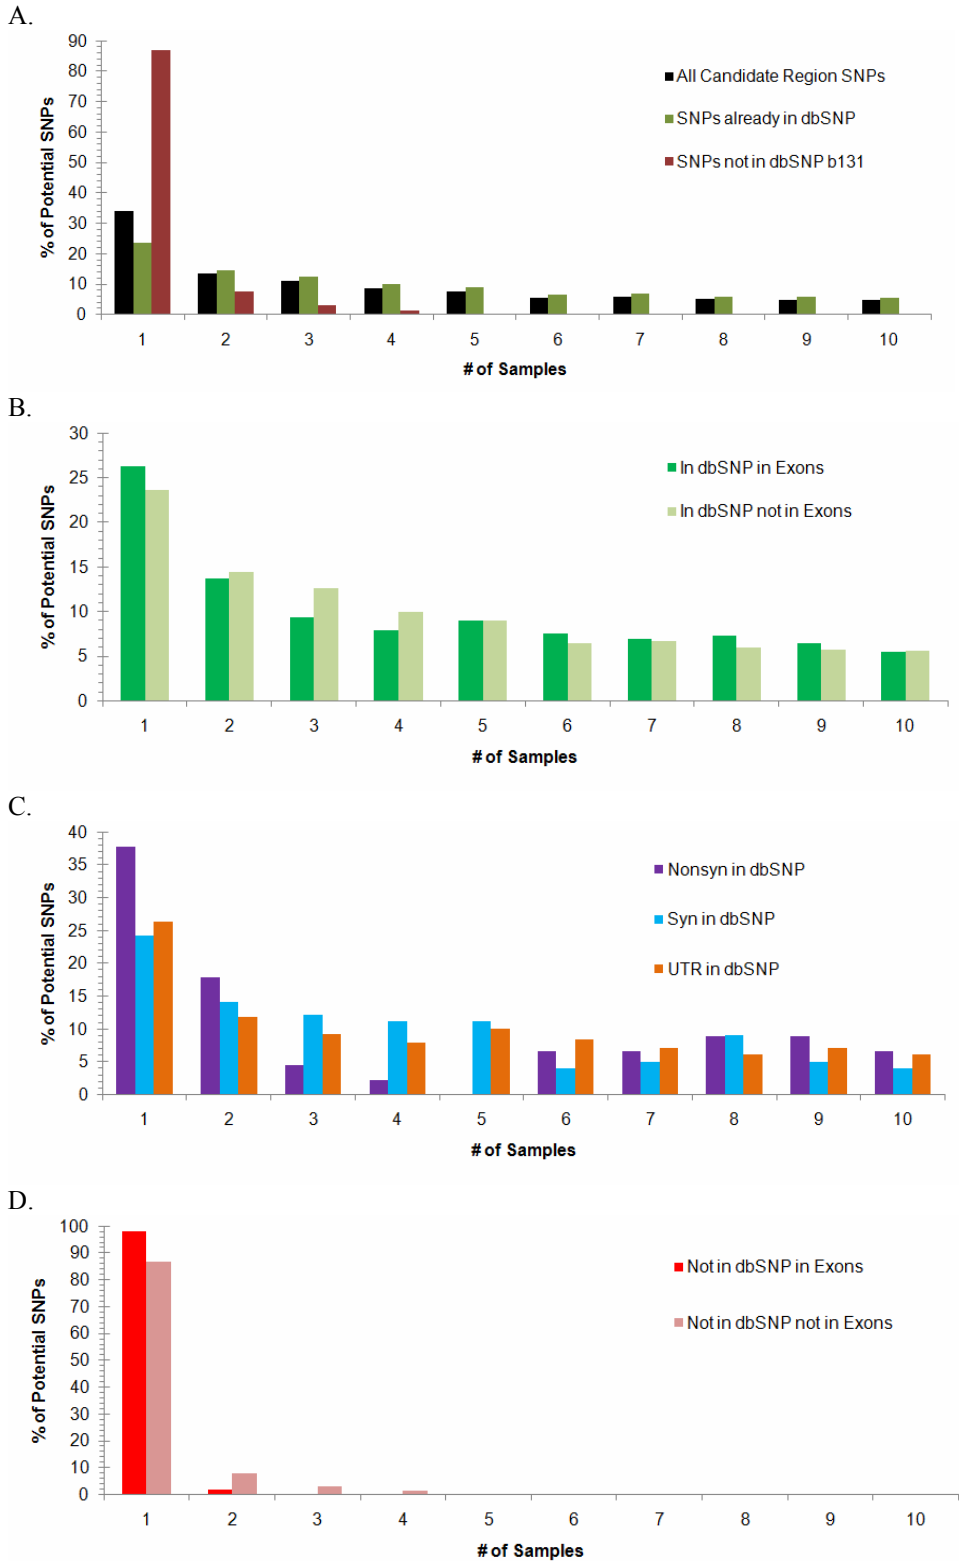 A.
90
80
70
60
50
40
30
20
10
0
% of Potential SNPs
All Candidate Region SNPs
SNPs already in dbSNP
SNPs not in dbSNP b131
1 2 3 4 5 6 7 8 9 10
# of Samples
B.
30
25
20
15
10
5
0
% of Potential SNPs
In dbSNP in Exons
In dbSNP not in Exons
1 2 3 4 5 6 7 8 9 10
# of Samples
C.
40
35
30
25
20
15
10
5
0
% of Potential SNPs
Nonsyn in dbSNP
Syn in dbSNP
UTR in dbSNP
1 2 3 4 5 6 7 8 9 10
# of Samples
D.
100
90
80
70
60
50
40
30
20
10
0
% of Potential SNPs
Not in dbSNP in Exons
Not in dbSNP not in Exons
1 2 3 4 5 6 7 8 9 10
# of Samples